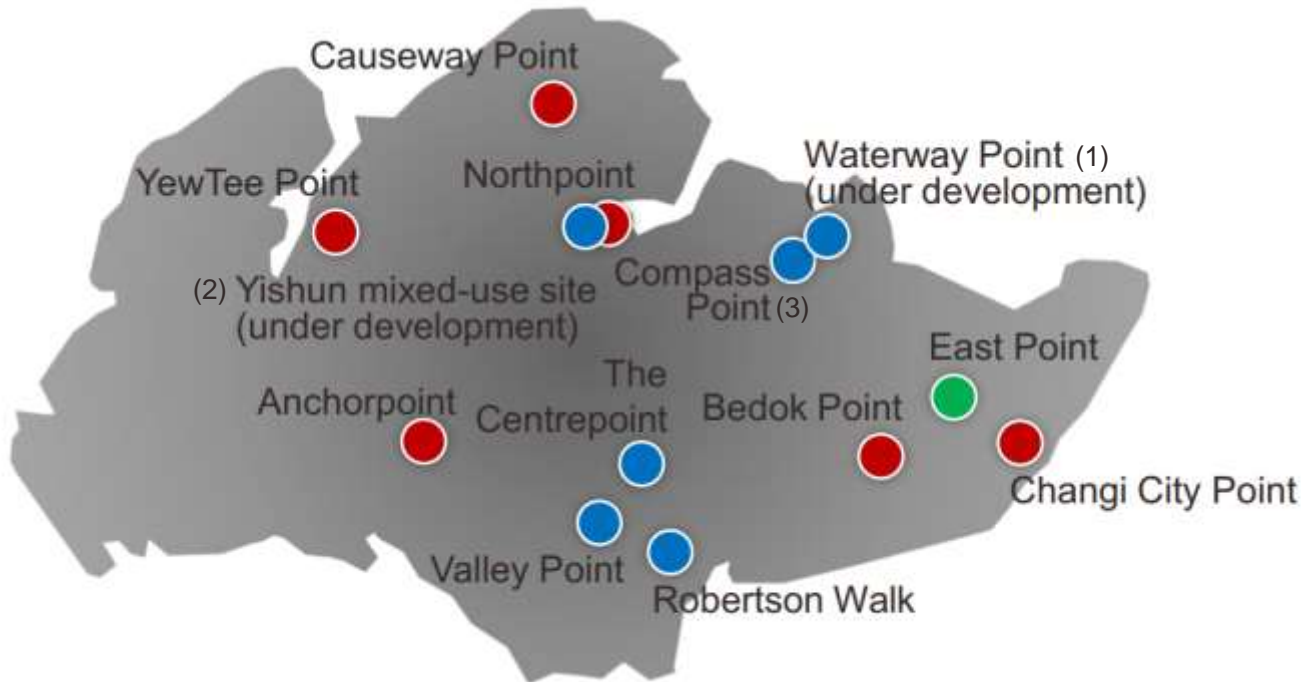 Causeway Point
Waterway Point (1)
(under development)
YewTee Point
Northpoint
(2) Yishun mixed-use site
(under development)
Compass
Point (3)
East Point
The
Centrepoint
Anchorpoint
Bedok Point
Changi City Point
Valley Point
Robertson Walk